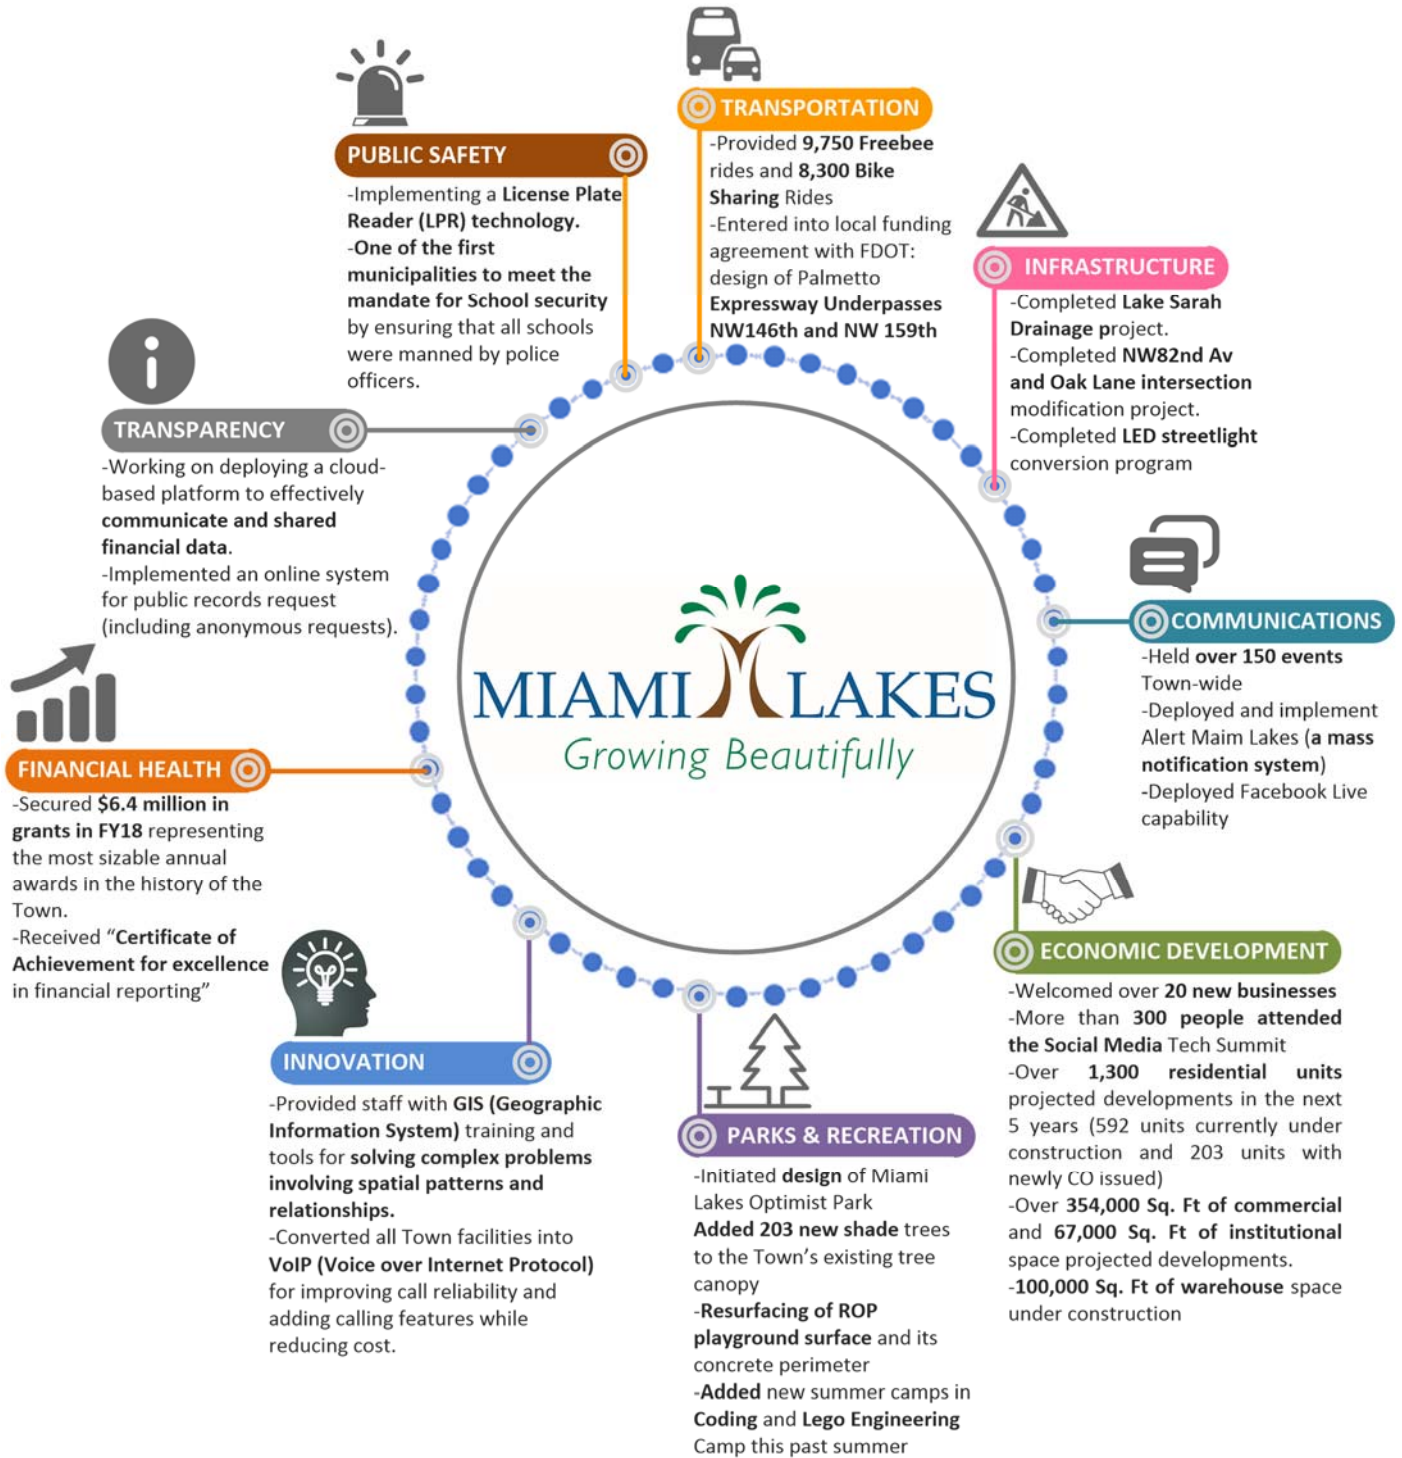 TRANSPORTATION
-Provided 9,750 Freebee
rides and 8,300 Bike
Sharing Rides
-Entered into local funding
agreement with FDOT:
design of Palmetto
Expressway Underpasses
NW146th and NW 159th
PUBLIC SAFETY
-Implementing a License Plate
Reader (LPR) technology.
-One of the first
municipalities to meet the
mandate for School security
by ensuring that all schools
were manned by police
officers.
INFRASTRUCTURE
-Completed Lake Sarah
Drainage project.
-Completed NW82nd Av
and Oak Lane intersection
modification project.
-Completed LED streetlight
conversion program
TRANSPARENCY
-Working on deploying a cloud-
based platform to effectively
communicate and shared
financial data.
-Implemented an online system
for public records request
(including anonymous requests).
COMMUNICATIONS
-Held over 150 events
Town-wide
-Deployed and implement
Alert Maim Lakes (a mass
notification system)
-Deployed Facebook Live
capability
MIAMI LAKES
Growing Beautifully
FINANCIAL HEALTH
-Secured $6.4 million in
grants in FY18 representing
the most sizable annual
awards in the history of the
Town.
-Received “Certificate of
Achievement for excellence
in financial reporting”
ECONOMIC DEVELOPMENT
-Welcomed over 20 new businesses
-More than 300 people attended
the Social Media Tech Summit
-Over 1,300 residential units
projected developments in the next
5 years (592 units currently under
construction and 203 units with
newly CO issued)
-Over 354,000 Sq. Ft of commercial
and 67,000 Sq. Ft of institutional
space projected developments.
-100,000 Sq. Ft of warehouse space
under construction
INNOVATION
-Provided staff with GIS (Geographic
Information System) training and
tools for solving complex problems
involving spatial patterns and
relationships.
-Converted all Town facilities into
VoIP (Voice over Internet Protocol)
for improving call reliability and
adding calling features while
reducing cost.
PARKS & RECREATION
-Initiated design of Miami
Lakes Optimist Park
Added 203 new shade trees
to the Town’s existing tree
canopy
-Resurfacing of ROP
playground surface and its
concrete perimeter
-Added new summer camps in
Coding and Lego Engineering
Camp this past summer